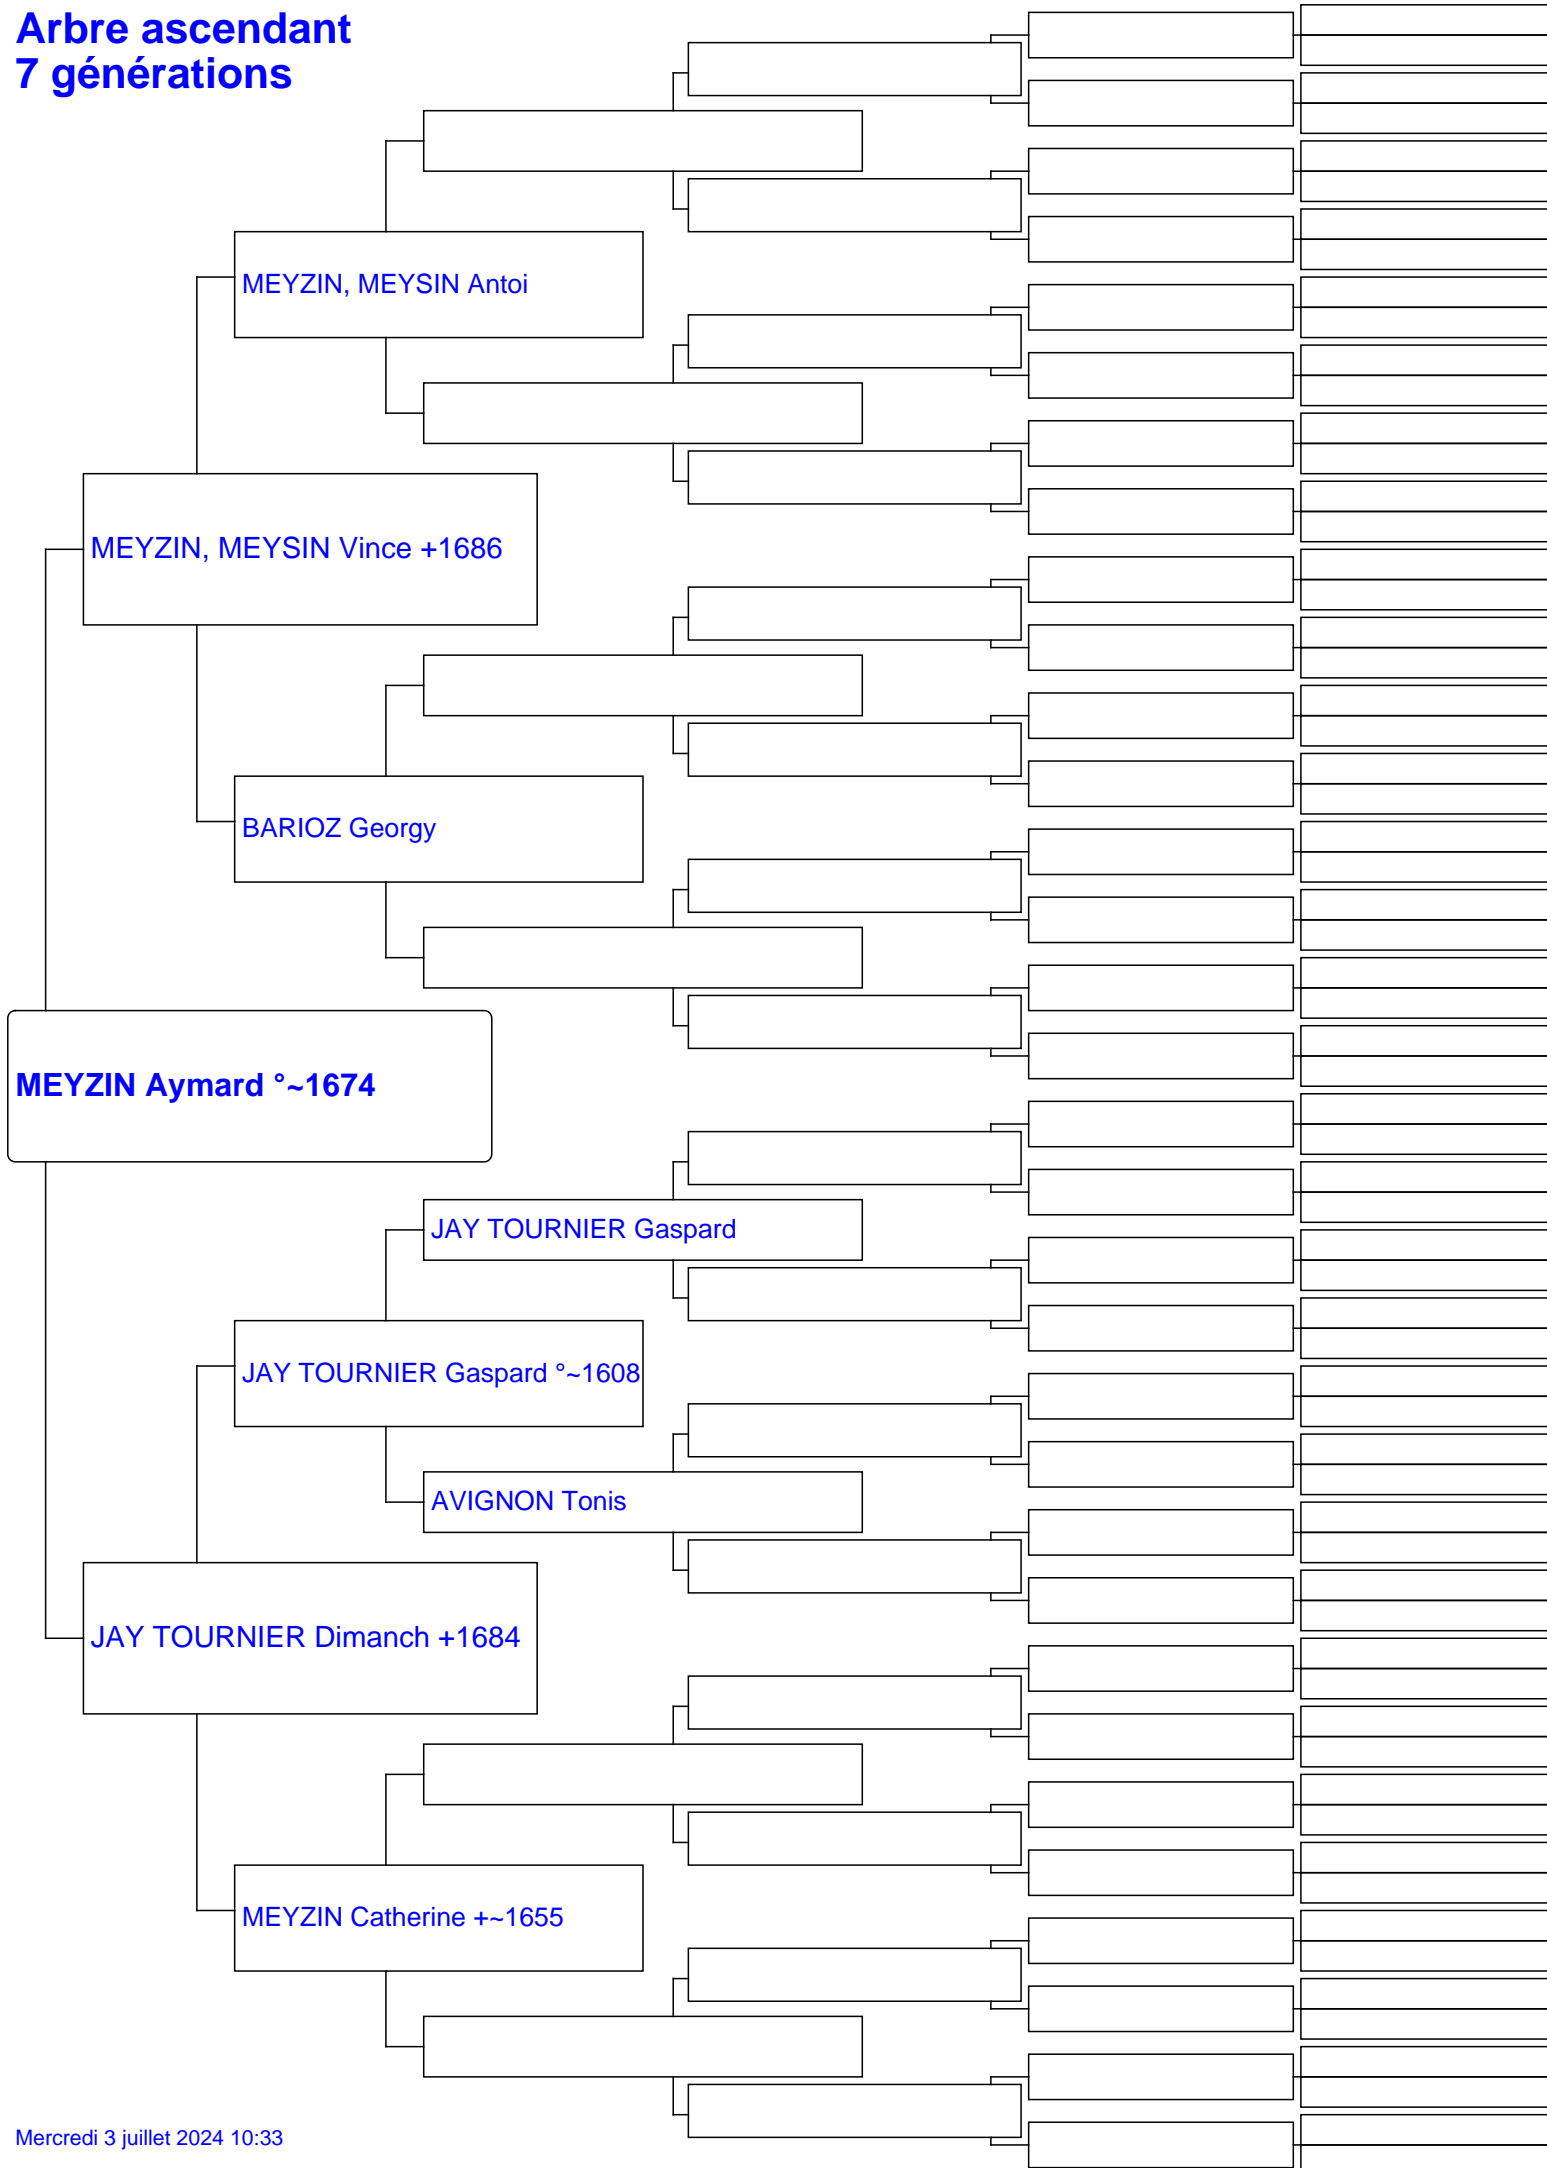 Arbre ascendant
7 générations
MEYZIN, MEYSIN Antoi
MEYZIN, MEYSIN Vince +1686
BARIOZ Georgy
MEYZIN Aymard °~1674
JAY TOURNIER Gaspard
JAY TOURNIER Gaspard °~1608
AVIGNON Tonis
JAY TOURNIER Dimanch +1684
MEYZIN Catherine +~1655
Mercredi 3 juillet 2024 10:33